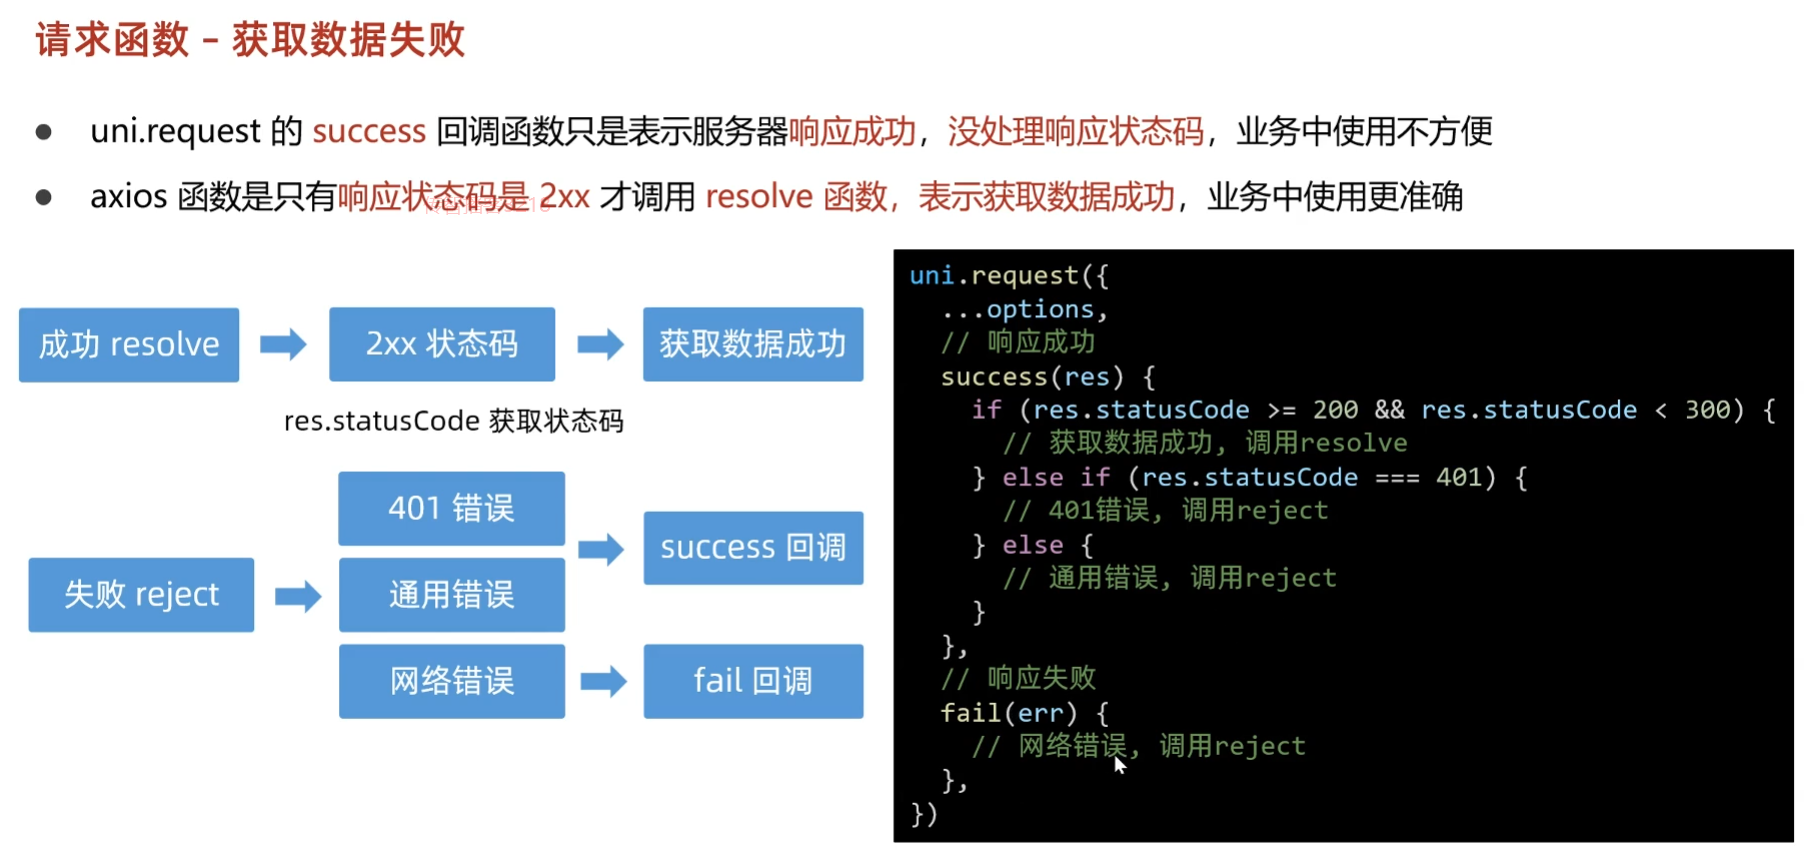 请求函数 – 获取数据失败
uni.request 的 success 回调函数只是表示服务器响应成功，没处理响应状态码，业务中使用不方便
axios 函数是只有响应状态码是 2xx 才调用 resolve 函数，表示获取数据成功，业务中使用更准确
成功 resolve
2xx 状态码
获取数据成功
res.statusCode 获取状态码
失败 reject
401 错误
通用错误
网络错误
success 回调
fail 回调
uni.request({
  ...options,
  // 响应成功
  success(res) {
    if (res.statusCode >= 200 && res.statusCode < 300) {
      // 获取数据成功, 调用resolve
    } else if (res.statusCode === 401) {
      // 401错误, 调用reject
    } else {
      // 通用错误, 调用reject
    }
  },
  // 响应失败
  fail(err) {
    // 网络错误, 调用reject
  },
})